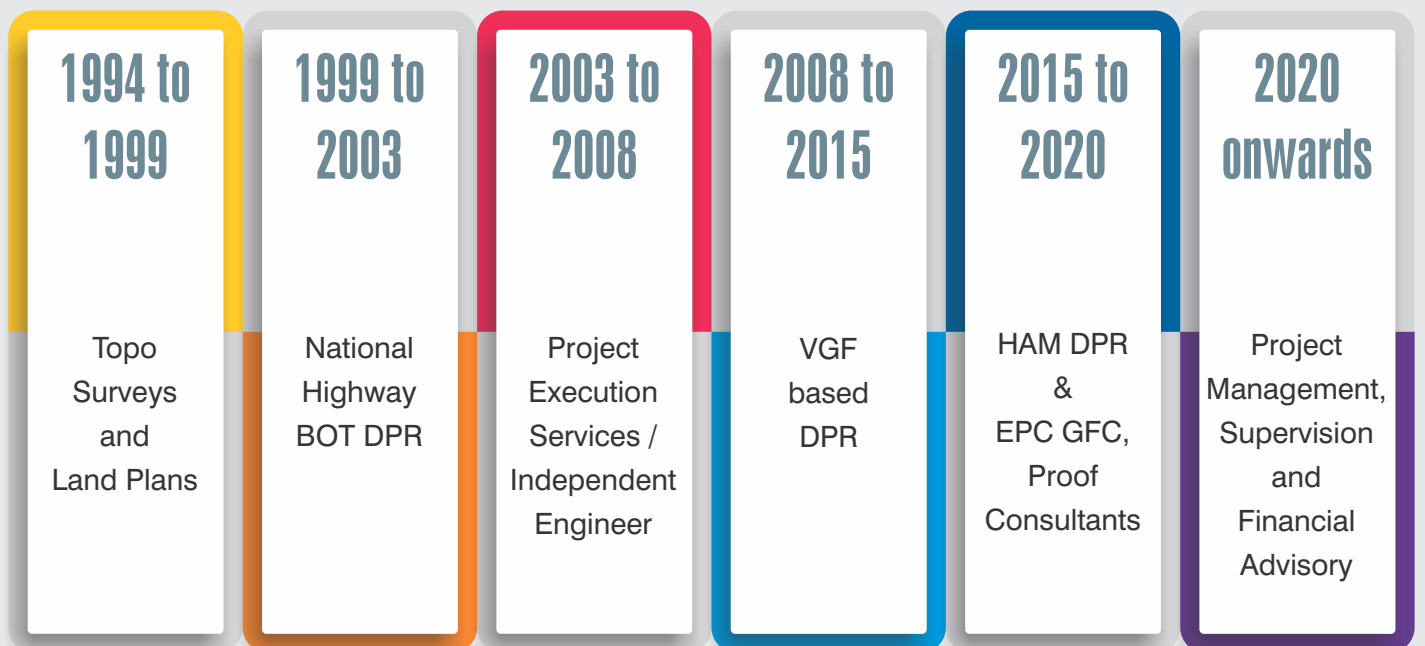 1994 to
1999
Topo
Surveys
and
Land Plans
1999 to
2003
National
Highway
BOT DPR
2003 to
2008
Project
Execution
Services /
Independent
Engineer
2008 to
2015
VGF
based
DPR
2015 to
2020
HAM DPR
&
EPC GFC,
Proof
Consultants
2020
onwards
Project
Management,
Supervision
and
Financial
Advisory